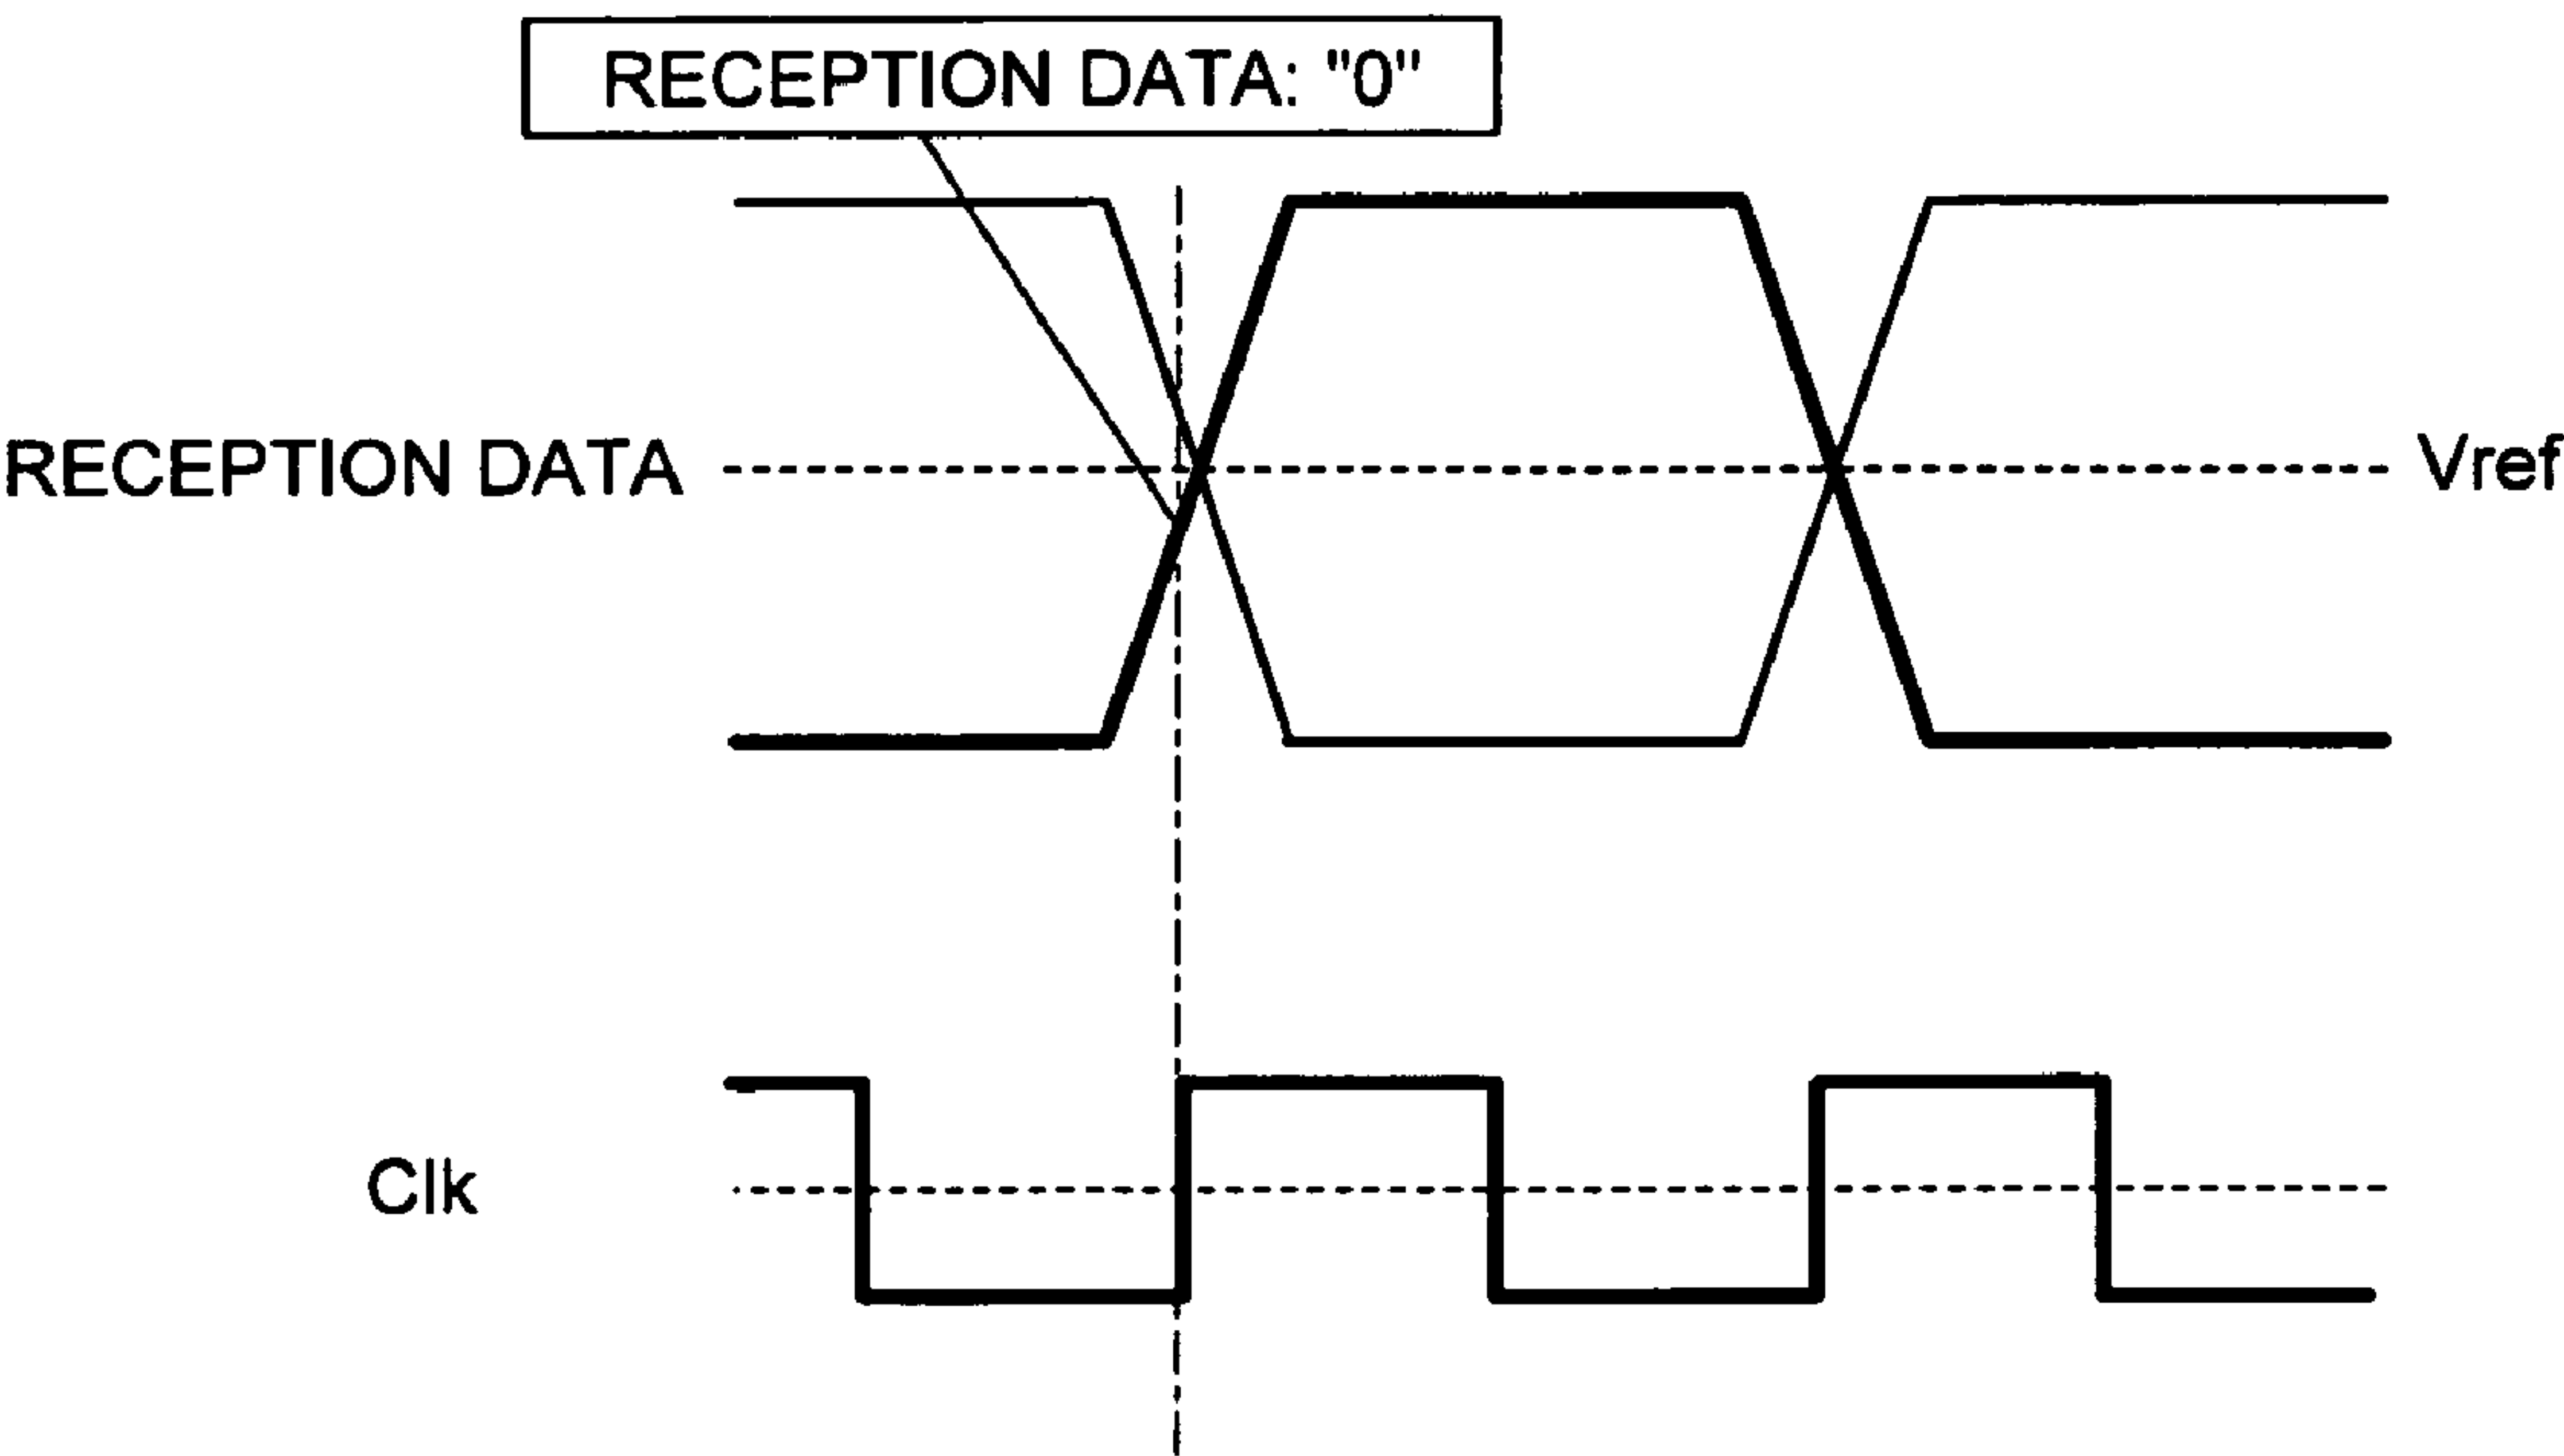 RECEPTION DATA: "0"
RECEPTION DATA
Vref
Clk